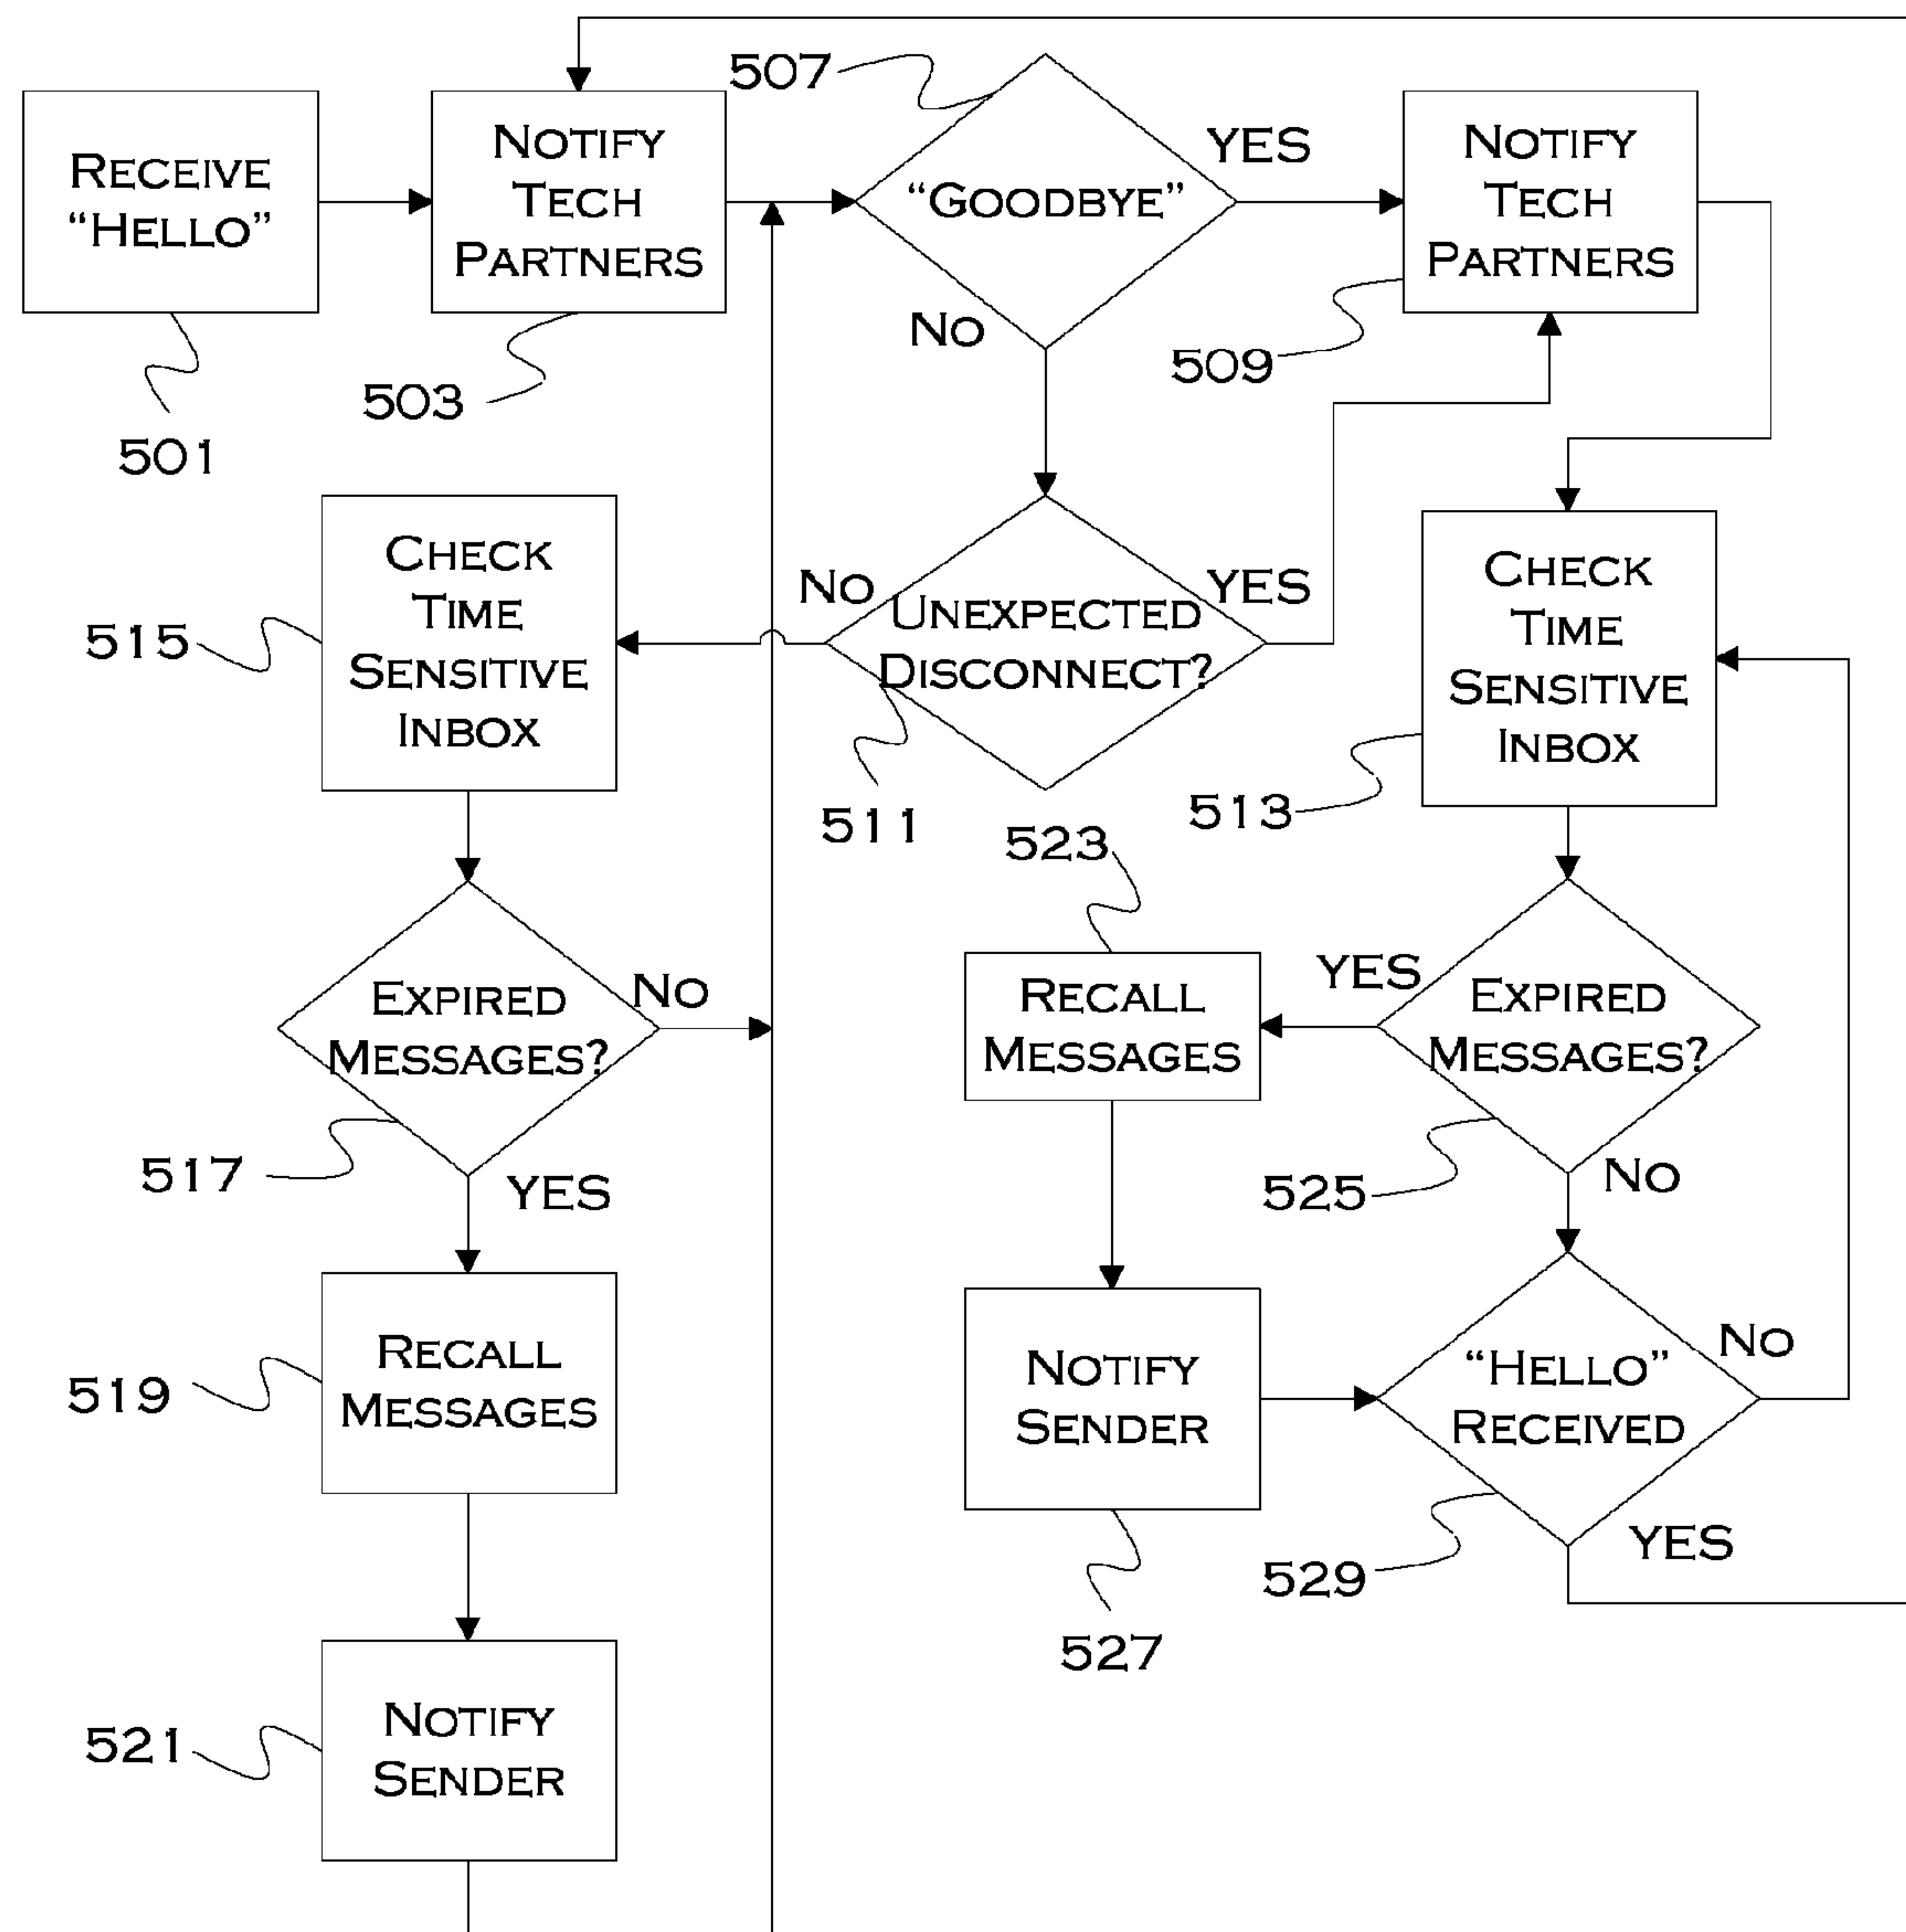 RECEIVE
“HELLO”
501
NOTIFY
TECH
PARTNERS
503
507
“GOODBYE”
YES
NO
NOTIFY
TECH
PARTNERS
509
CHECK
TIME
SENSITIVE
INBOX
515
NO
UNEXPECTED
DISCONNECT?
YES
511
CHECK
TIME
SENSITIVE
INBOX
513
523
EXPIRED
MESSAGES?
NO
517
YES
RECALL
MESSAGES
YES
EXPIRED
MESSAGES?
525
NO
RECALL
MESSAGES
519
NOTIFY
SENDER
527
“HELLO”
RECEIVED
NO
529
YES
NOTIFY
SENDER
521